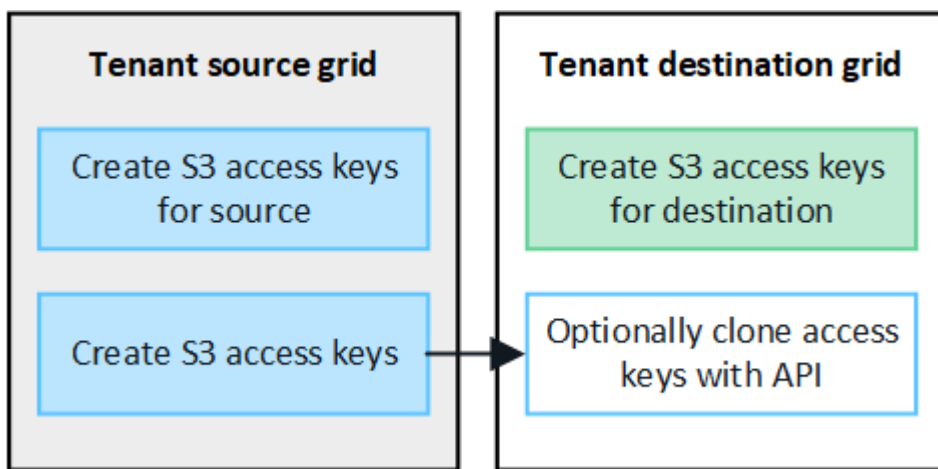 Tenant source grid
Create S3 access keys
for source
Create S3 access keys
Tenant destination grid
Create S3 access keys
for destination
Optionally clone access
keys with API